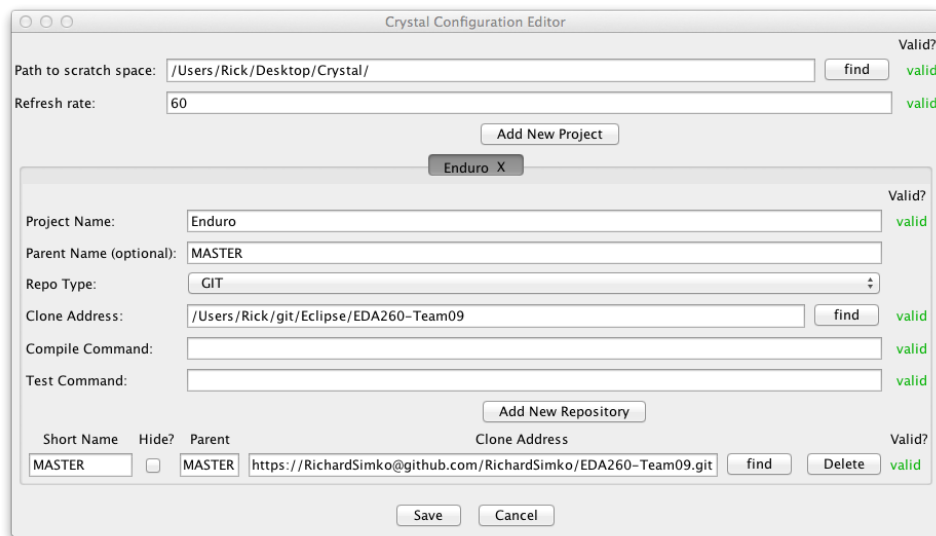 Crystal Configuration Editor
Valid?
Path to scratch space: /Users/Rick/Desktop/Crystal/ find valid
Refresh rate: 60 valid
Add New Project
Enduro X
Valid?
Project Name: Enduro valid
Parent Name (optional): MASTER
Repo Type: GIT
Clone Address: /Users/Rick/git/Eclipse/EDA260-Team09 find valid
Compile Command: valid
Test Command: valid
Add New Repository
Short Name Hide? Parent Clone Address Valid?
MASTER MASTER https://RichardSimko@github.com/RichardSimko/EDA260-Team09.git find Delete valid
Save Cancel